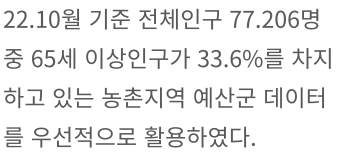 22.10월 기준 전체인구 77.206명
중 65세 이상인구가 33.6%를 차지
하고 있는 농촌지역 예산군 데이터
를 우선적으로 활용하였다.